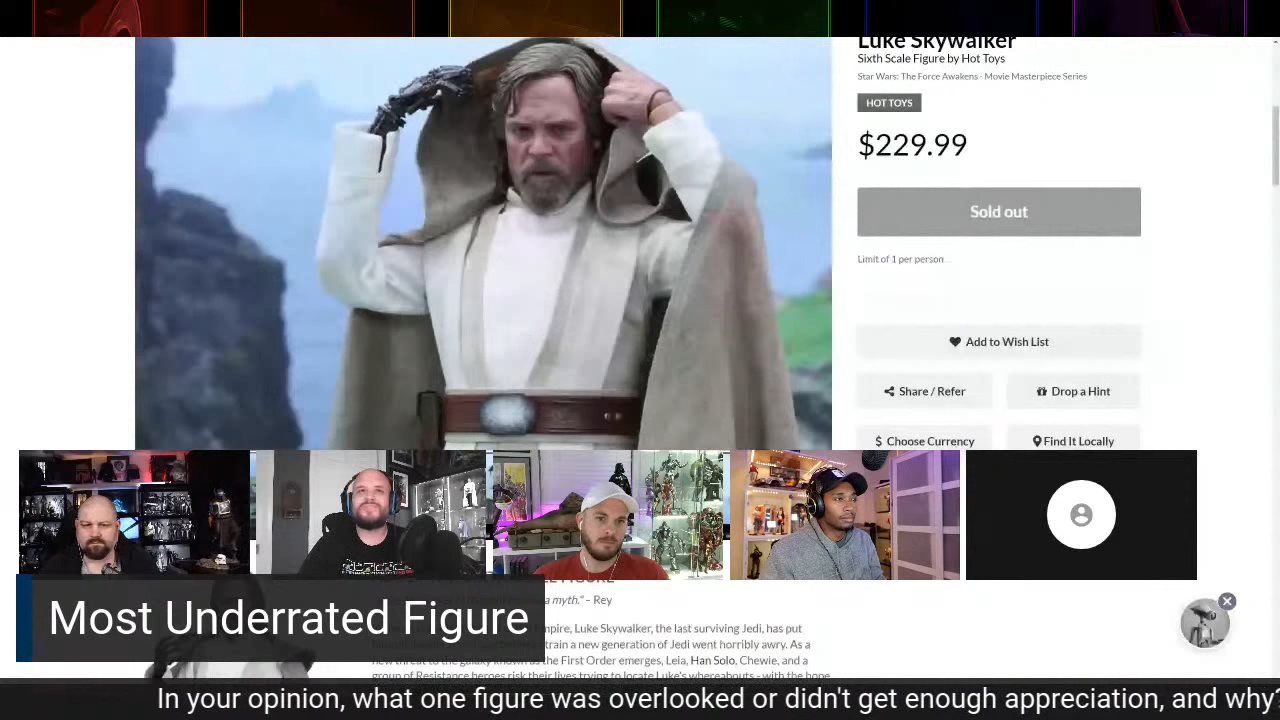 Luke Skywalker
Sixth Scale Figure by Hot Toys
Star Wars: The Force Awakens - Movie Masterpiece Series
HOT TOYS
$229.99
Sold out
Limit of 1 per person
Add to Wish List
Share / Refer
Drop a Hint
$ Choose Currency
Find It Locally
FIGURE
a myth." – Rey
Most Underrated Figure
Empire, Luke Skywalker, the last surviving Jedi, has put
train a new generation of Jedi went horribly awry. As a
new threat to the galaxy known as the First Order emerges, Leia, Han Solo, Chewie, and a
group of Resistance heroes risk their lives trying to locate Luke's whereabouts - with the hope
In your opinion, what one figure was overlooked or didn't get enough appreciation, and why?